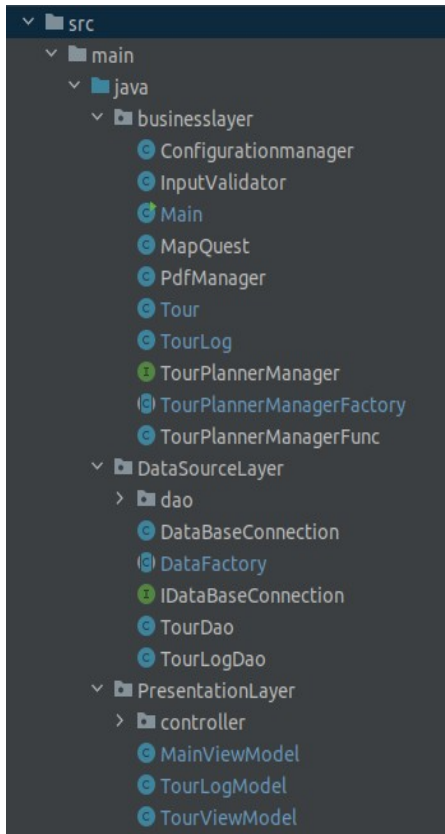 src
main
java
businesslayer
Configurationmanager
InputValidator
Main
MapQuest
PdfManager
Tour
TourLog
TourPlannerManager
TourPlannerManagerFactory
TourPlannerManagerFunc
DataSourceLayer
dao
DataBaseConnection
DataFactory
IDataBaseConnection
TourDao
TourLogDao
PresentationLayer
controller
MainViewModel
TourLogModel
TourViewModel